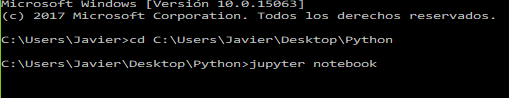 Microsoft Windows [Versión 10.0.15063]
(c) 2017 Microsoft Corporation. Todos los derechos reservados.
C:\Users\Javier>cd C:\Users\Javier\Desktop\Python
C:\Users\Javier\Desktop\Python>jupyter notebook